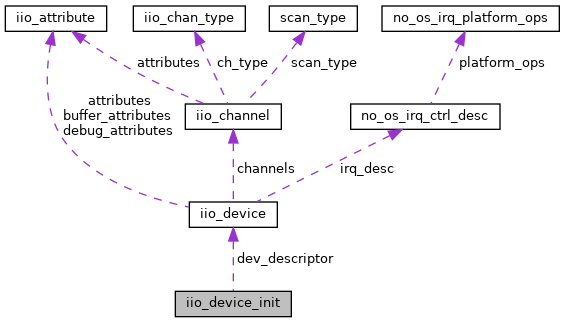 iio_attribute
iio_chan_type
scan_type
no_os_irq_platform_ops
attributes
ch_type
scan_type
platform_ops
attributes
buffer_attributes
debug_attributes
iio_channel
no_os_irq_ctrl_desc
channels
irq_desc
iio_device
dev_descriptor
iio_device_init